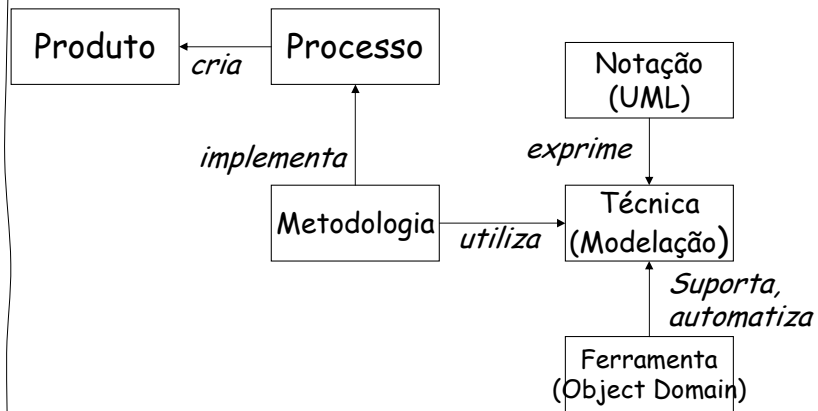 Produto
cria
Processo
Notação
(UML)
implementa
exprime
Metodologia
utiliza
Técnica
(Modelação)
Suporta,
automatiza
Ferramenta
(Object Domain)